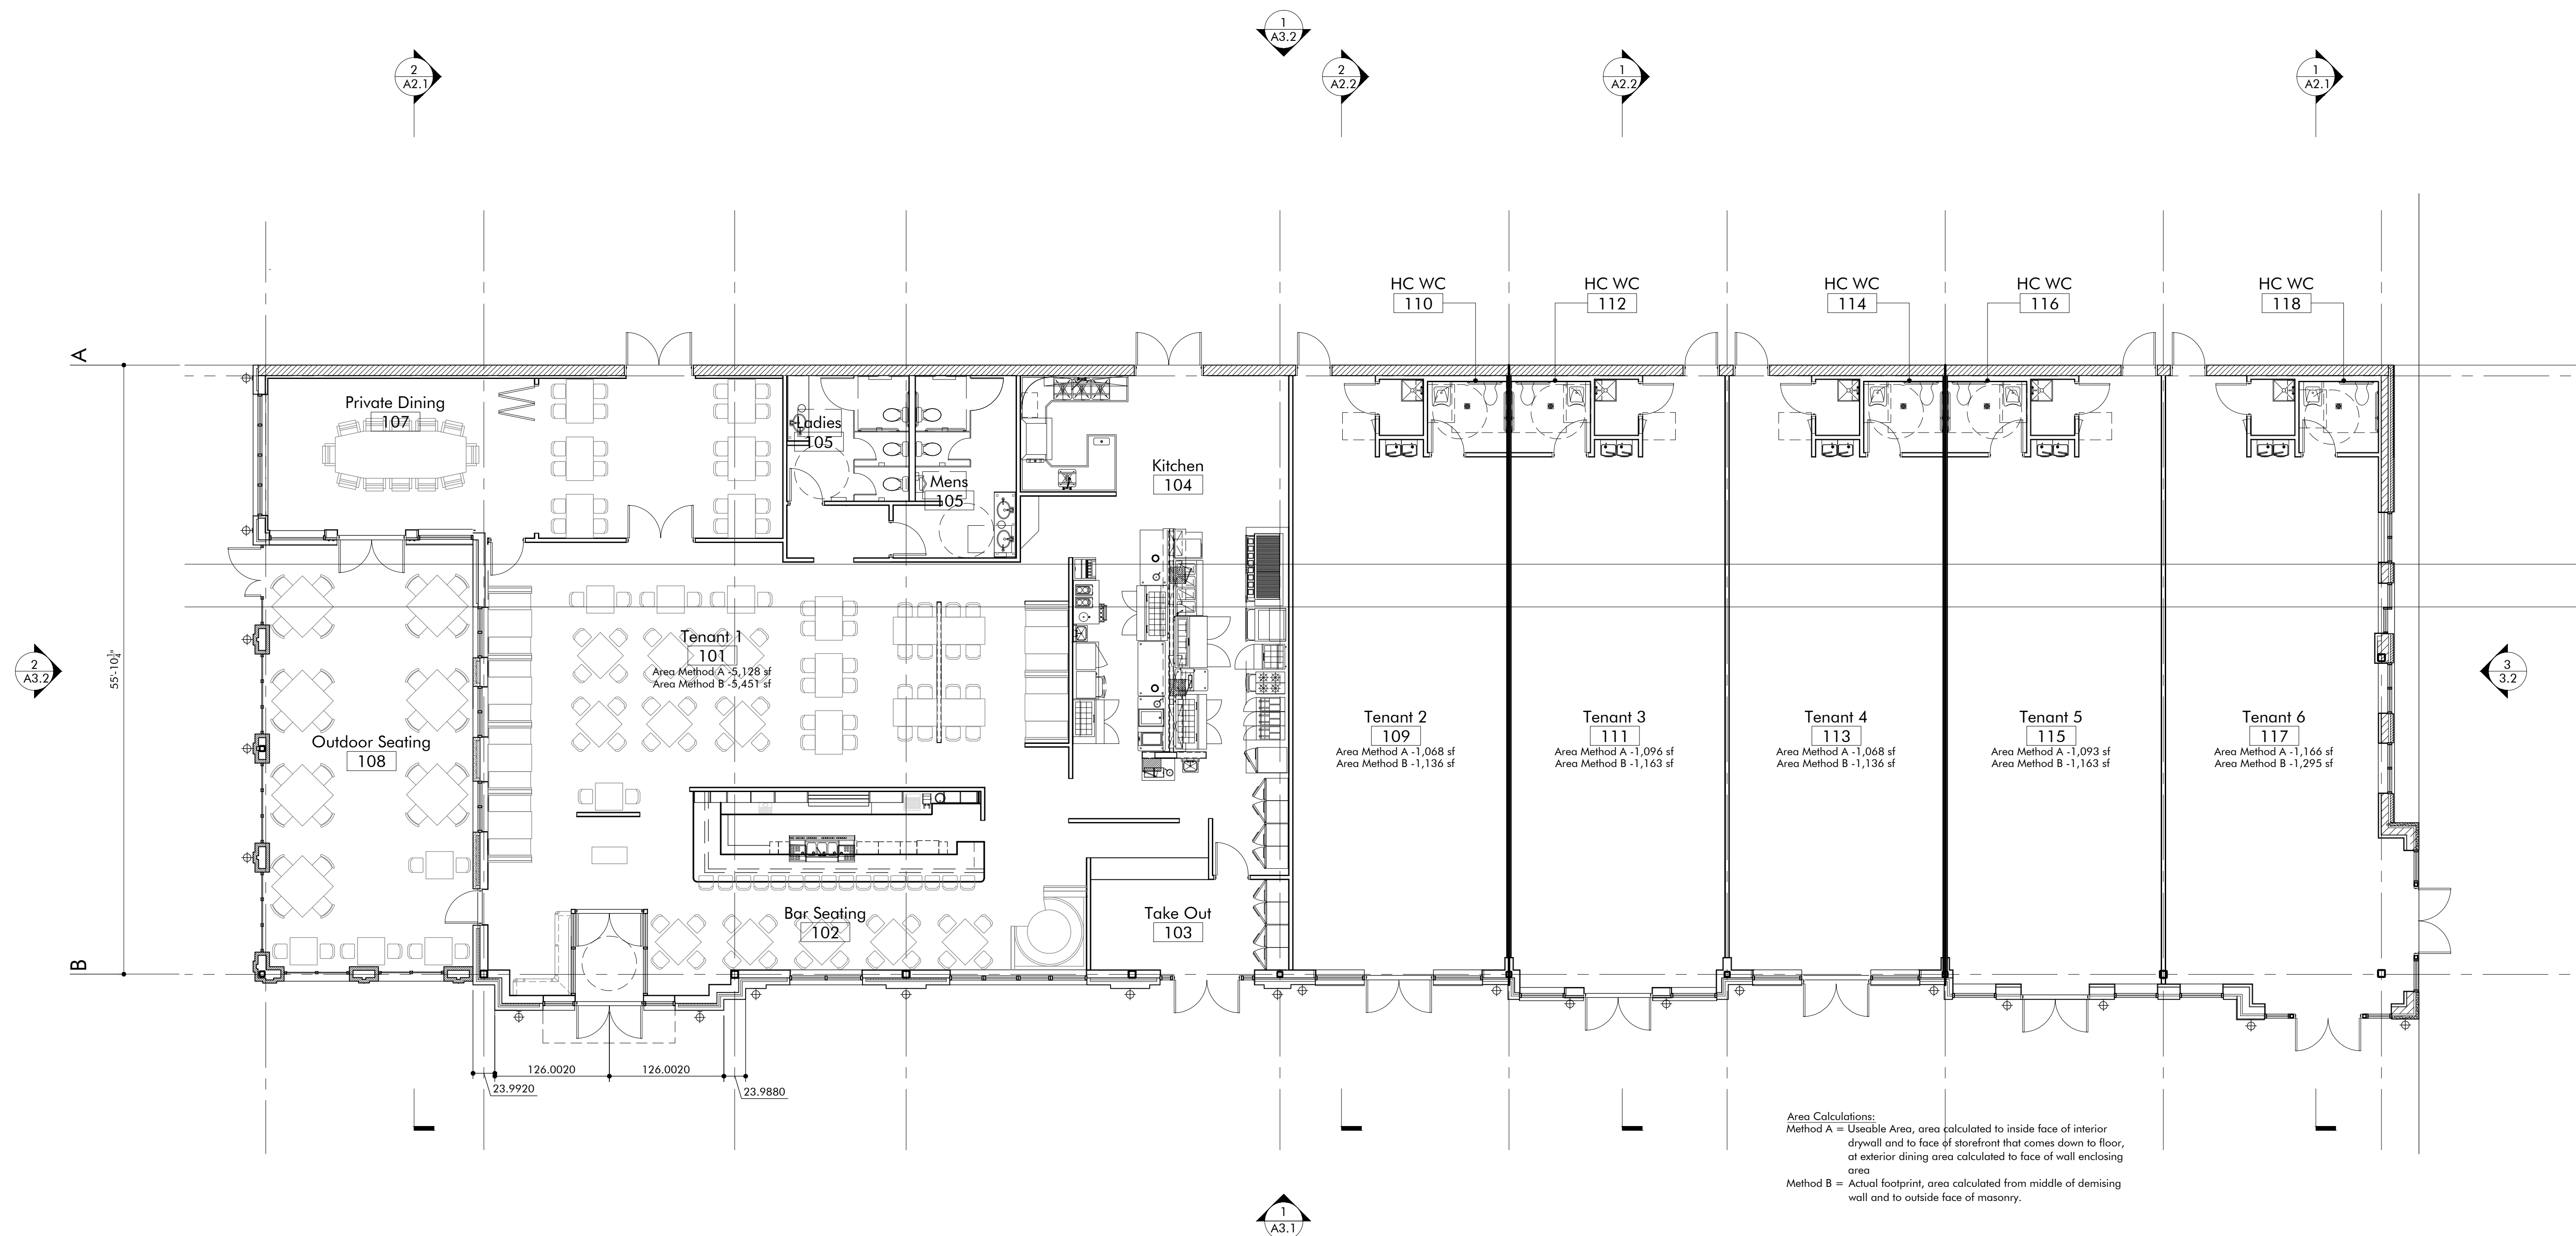 1
A3.2
2
A2.1
2
A2.2
1
A2.2
1
A2.1
HC WC
110
HC WC
112
HC WC
114
HC WC
116
HC WC
118
A
Private Dining
107
Ladies
105
Mens
105
Kitchen
104
55'-10¼"
2
A3.2
3
3.2
Tenant 1
101
Area Method A -5,128 sf
Area Method B -5,451 sf
Outdoor Seating
108
Tenant 2
109
Area Method A -1,068 sf
Area Method B -1,136 sf
Tenant 3
111
Area Method A -1,096 sf
Area Method B -1,163 sf
Tenant 4
113
Area Method A -1,068 sf
Area Method B -1,136 sf
Tenant 5
115
Area Method A -1,093 sf
Area Method B -1,163 sf
Tenant 6
117
Area Method A -1,166 sf
Area Method B -1,295 sf
Bar Seating
102
Take Out
103
B
126.0020
126.0020
23.9920
23.9880
Area Calculations:
Method A = Useable Area, area calculated to inside face of interior
drywall and to face of storefront that comes down to floor,
at exterior dining area calculated to face of wall enclosing
area
Method B = Actual footprint, area calculated from middle of demising
wall and to outside face of masonry.
1
A3.1